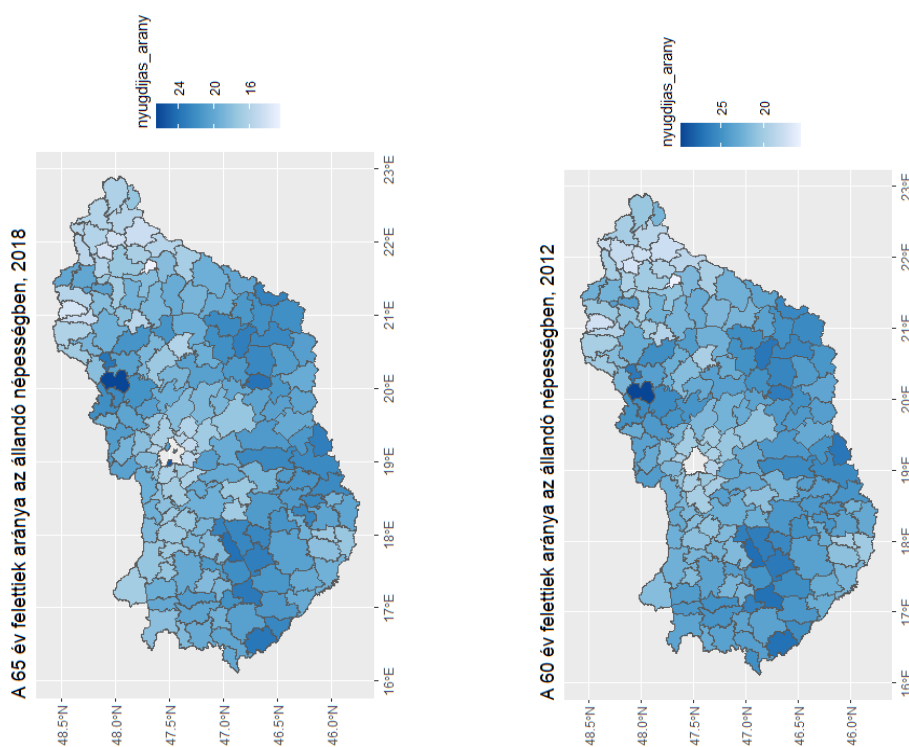 A 65 év felettiek aránya az állandó népességben, 2018
48.5°N
48.0°N
47.5°N
47.0°N
46.5°N
46.0°N
16°E
17°E
18°E
19°E
20°E
21°E
22°E
23°E
nyugdijas_arany
24
20
16
A 60 év felettiek aránya az állandó népességben, 2012
48.5°N
48.0°N
47.5°N
47.0°N
46.5°N
46.0°N
16°E
17°E
18°E
19°E
20°E
21°E
22°E
23°E
nyugdijas_arany
25
20